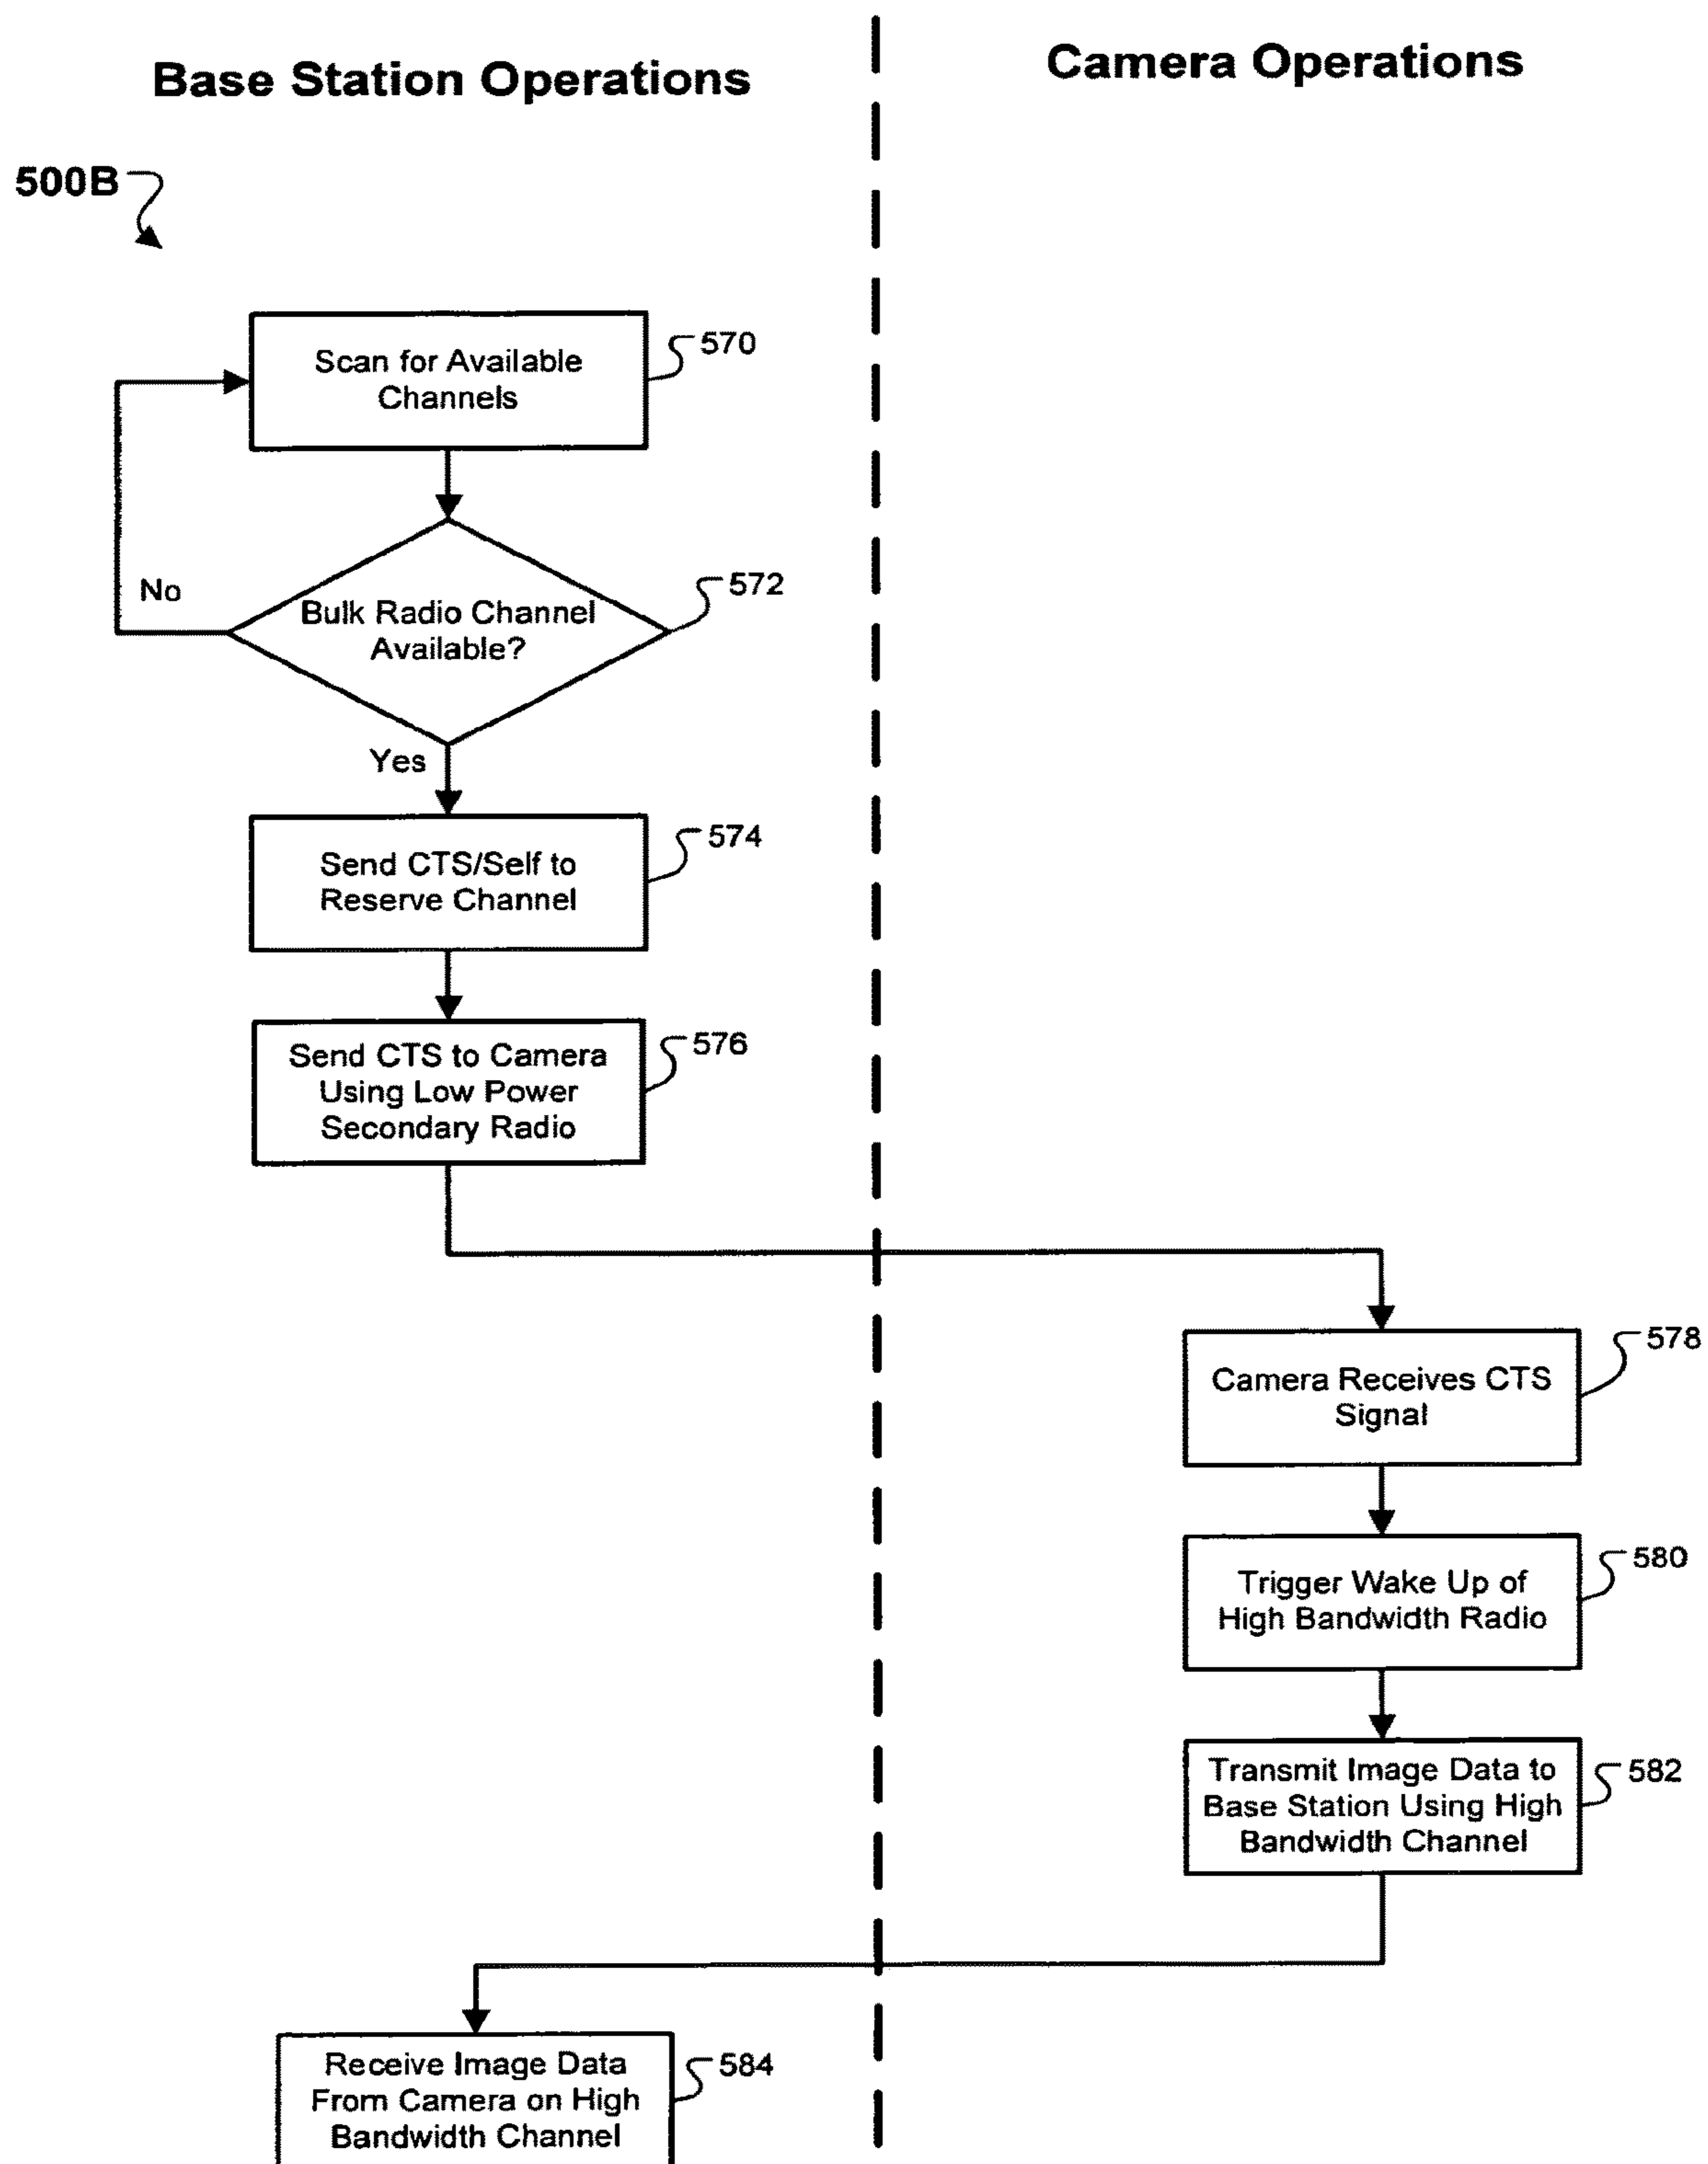 Base Station Operations
Camera Operations
500B
Scan for Available
Channels
570
No
Bulk Radio Channel
Available?
572
Yes
Send CTS/Self to
Reserve Channel
574
Send CTS to Camera
Using Low Power
Secondary Radio
576
Camera Receives CTS
Signal
578
Trigger Wake Up of
High Bandwidth Radio
580
Transmit Image Data to
Base Station Using High
Bandwidth Channel
582
Receive Image Data
From Camera on High
Bandwidth Channel
584